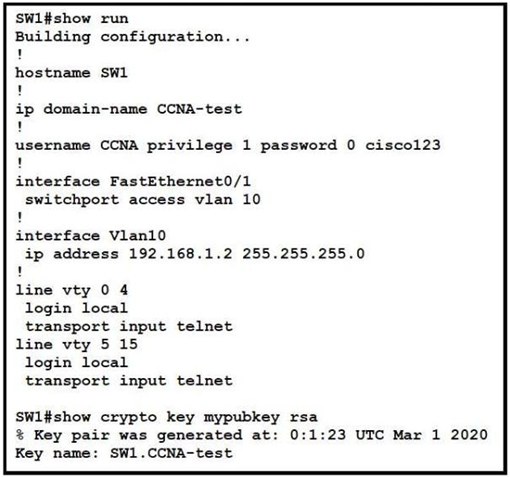 SW1#show run
Building configuration...
!
hostname SW1
!
ip domain-name CCNA-test
!
username CCNA privilege 1 password 0 cisco123
!
interface FastEthernet0/1
 switchport access vlan 10
!
interface Vlan10
 ip address 192.168.1.2 255.255.255.0
!
line vty 0 4
 login local
 transport input telnet
line vty 5 15
 login local
 transport input telnet

SW1#show crypto key mypubkey rsa
% Key pair was generated at: 0:1:23 UTC Mar 1 2020
Key name: SW1.CCNA-test